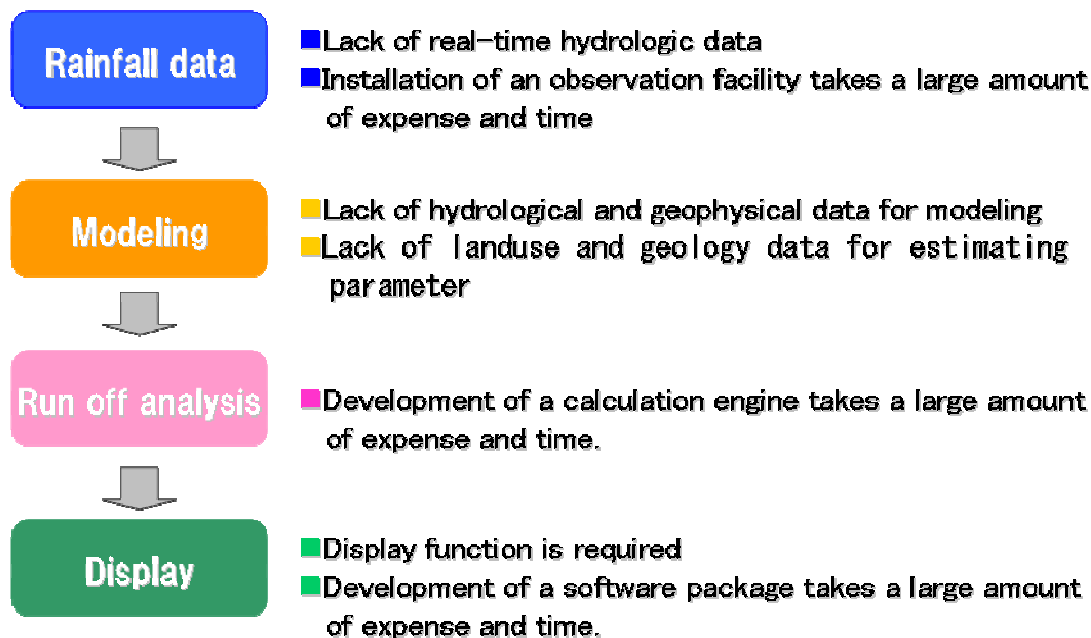 Rainfall data
■Lack of real-time hydrologic data
■Installation of an observation facility takes a large amount
of expense and time
Modeling
■Lack of hydrological and geophysical data for modeling
■Lack of landuse and geology data for estimating
parameter
Run off analysis
■Development of a calculation engine takes a large amount
of expense and time.
Display
■Display function is required
■Development of a software package takes a large amount
of expense and time.